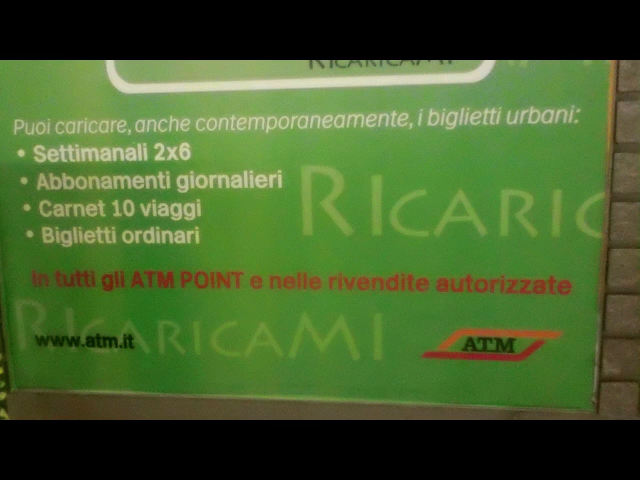 RICARICAMI
Puoi caricare, anche contemporaneamente, i biglietti urbani:
• Settimanali 2x6
• Abbonamenti giornalieri
• Carnet 10 viaggi
• Biglietti ordinari
RICARIC
In tutti gli ATM POINT e nelle rivendite autorizzate
RICARICAMI
www.atm.it
ATM